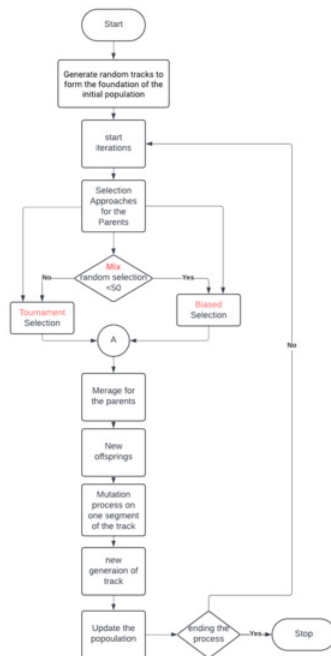 Start
Generate random tracks to
form the foundation of the
initial population
start
iterations
Selection
Approaches
for the
Parents
Mix
random selection
<50
No
Yes
Tournament
Selection
Biased
Selection
A
No
Merage for
the parents
New
offsprings
Mutation
process on
one segment
of the track
new
generaion of
track
Update the
popoulation
ending the
process
Yes
Stop